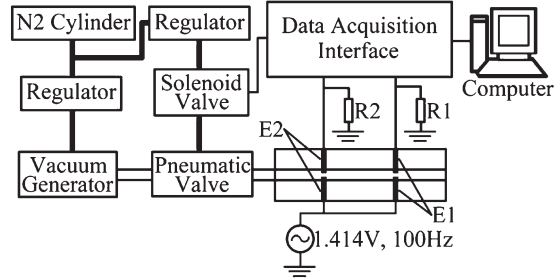 N2 Cylinder
Regulator
Data Acquisition
Interface
Regulator
Solenoid
Valve
Computer
R2
R1
E2
Vacuum
Generator
Pneumatic
Valve
E1
1.414V, 100Hz